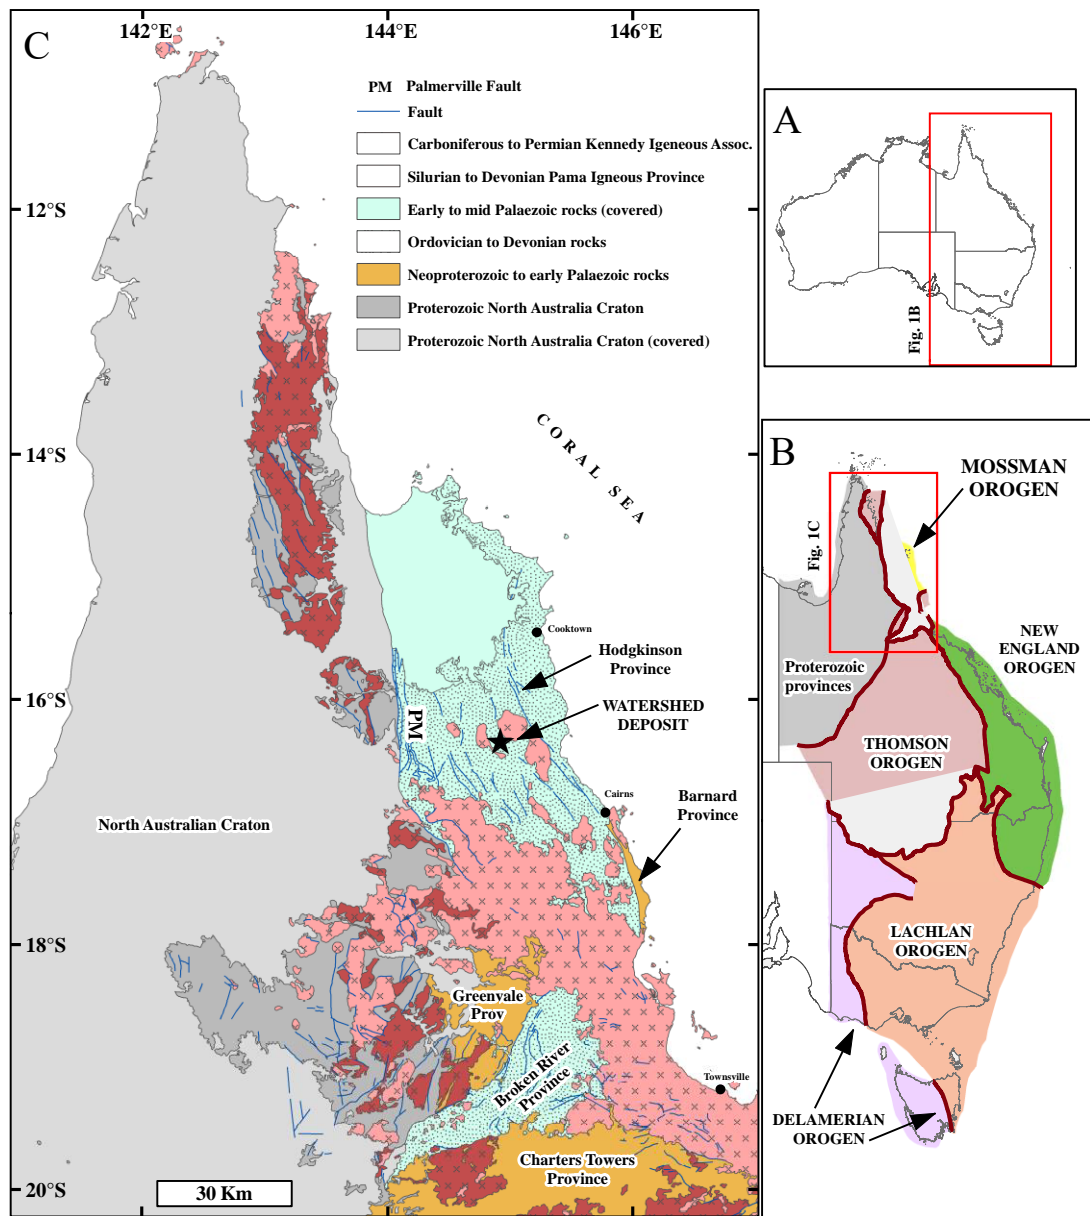 C
142°E
144°E
146°E
PM Palmerville Fault
Fault
Carboniferous to Permian Kennedy Igeneous Assoc.
Silurian to Devonian Pama Igneous Province
Early to mid Palaezoic rocks (covered)
Ordovician to Devonian rocks
Neoproterozoic to early Palaezoic rocks
Proterozoic North Australia Craton
Proterozoic North Australia Craton (covered)
12°S
14°S
16°S
18°S
20°S
CORAL SEA
Cooktown
Hodgkinson
Province
WATERSHED
DEPOSIT
PM
Cairns
Barnard
Province
North Australian Craton
Greenvale
Prov
Broken River
Province
Townsville
Charters Towers
Province
30 Km
A
Fig. 1B
B
MOSSMAN
OROGEN
Fig. 1C
NEW
ENGLAND
OROGEN
Proterozoic
provinces
THOMSON
OROGEN
LACHLAN
OROGEN
DELAMERIAN
OROGEN